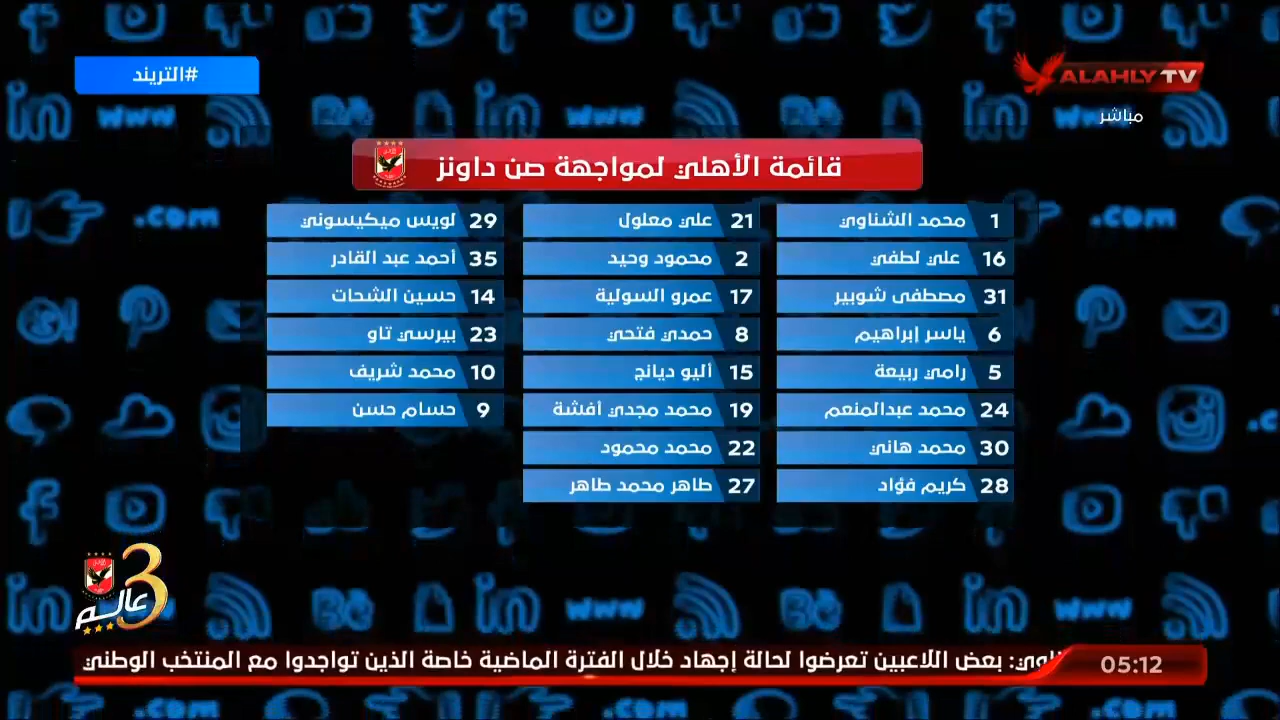 #التريند
ALAHLY TV
مباشر
قائمة الأهلي لمواجهة صن داونز
1 محمد الشناوي
16 علي لطفي
31 مصطفى شوبير
6 ياسر إبراهيم
5 رامي ربيعة
24 محمد عبدالمنعم
30 محمد هاني
28 كريم فؤاد
21 علي معلول
2 محمود وحيد
17 عمرو السولية
8 حمدي فتحي
15 أليو ديانج
19 محمد مجدي أفشة
22 محمد محمود
27 طاهر محمد طاهر
29 لويس ميكيسوني
35 أحمد عبد القادر
14 حسين الشحات
23 بيرسي تاو
10 محمد شريف
9 حسام حسن
3 عالم
بعض اللاعبين تعرضوا لحالة إجهاد خلال الفترة الماضية خاصة الذين تواجدوا مع المنتخب الوطني
05:12